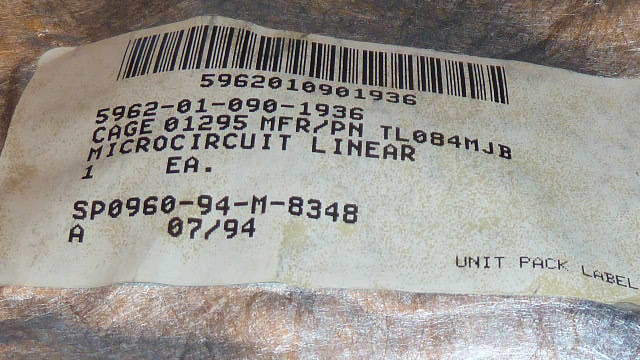 5962010901936
5962-01-090-1936
CAGE 01295 MFR/PN TL084MJB
MICROCIRCUIT LINEAR
1 EA.
SP0960-94-M-8348
A 07/94
UNIT PACK LABEL